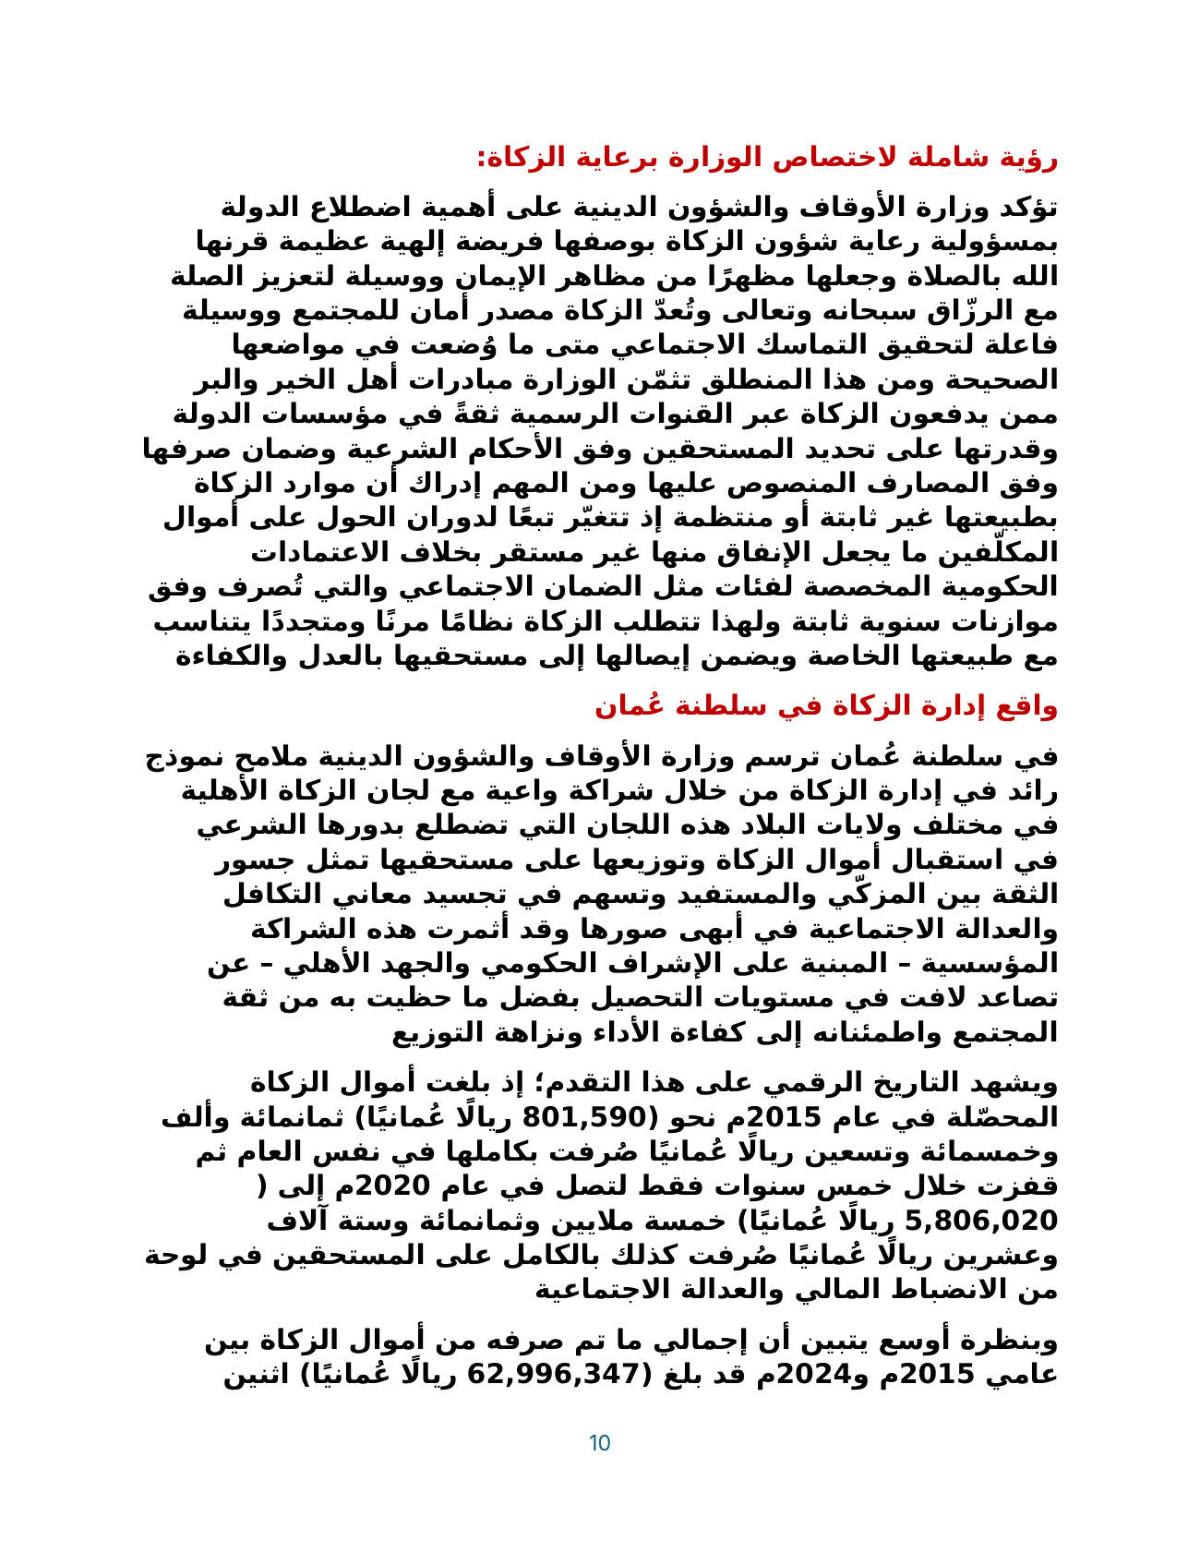 رؤية شاملة لاختصاص الوزارة برعاية الزكاة:
تؤكد وزارة الأوقاف والشؤون الدينية على أهمية اضطلاع الدولة
بمسؤولية رعاية شؤون الزكاة بوصفها فريضة إلهية عظيمة قرنها
الله بالصلاة وجعلها مظهرًا من مظاهر الإيمان ووسيلة لتعزيز الصلة
مع الرزّاق سبحانه وتعالى وتُعدّ الزكاة مصدر أمان للمجتمع ووسيلة
فاعلة لتحقيق التماسك الاجتماعي متى ما وُضعت في مواضعها
الصحيحة ومن هذا المنطلق تثمّن الوزارة مبادرات أهل الخير والبر
ممن يدفعون الزكاة عبر القنوات الرسمية ثقةً في مؤسسات الدولة
وقدرتها على تحديد المستحقين وفق الأحكام الشرعية وضمان صرفها
وفق المصارف المنصوص عليها ومن المهم إدراك أن موارد الزكاة
بطبيعتها غير ثابتة أو منتظمة إذ تتغيّر تبعًا لدوران الحول على أموال
المكلّفين ما يجعل الإنفاق منها غير مستقر بخلاف الاعتمادات
الحكومية المخصصة لفئات مثل الضمان الاجتماعي والتي تُصرف وفق
موازنات سنوية ثابتة ولهذا تتطلب الزكاة نظامًا مرنًا ومتجددًا يتناسب
مع طبيعتها الخاصة ويضمن إيصالها إلى مستحقيها بالعدل والكفاءة
واقع إدارة الزكاة في سلطنة عُمان
في سلطنة عُمان ترسم وزارة الأوقاف والشؤون الدينية ملامح نموذج
رائد في إدارة الزكاة من خلال شراكة واعية مع لجان الزكاة الأهلية
في مختلف ولايات البلاد هذه اللجان التي تضطلع بدورها الشرعي
في استقبال أموال الزكاة وتوزيعها على مستحقيها تمثل جسور
الثقة بين المزكّي والمستفيد وتسهم في تجسيد معاني التكافل
والعدالة الاجتماعية في أبهى صورها وقد أثمرت هذه الشراكة
المؤسسية – المبنية على الإشراف الحكومي والجهد الأهلي – عن
تصاعد لافت في مستويات التحصيل بفضل ما حظيت به من ثقة
المجتمع واطمئنانه إلى كفاءة الأداء ونزاهة التوزيع
ويشهد التاريخ الرقمي على هذا التقدم؛ إذ بلغت أموال الزكاة
المحصّلة في عام 2015م نحو (801,590 ريالًا عُمانيًا) ثمانمائة وألف
وخمسمائة وتسعين ريالًا عُمانيًا صُرفت بكاملها في نفس العام ثم
قفزت خلال خمس سنوات فقط لتصل في عام 2020م إلى (
5,806,020 ريالًا عُمانيًا) خمسة ملايين وثمانمائة وستة آلاف
وعشرين ريالًا عُمانيًا صُرفت كذلك بالكامل على المستحقين في لوحة
من الانضباط المالي والعدالة الاجتماعية
وبنظرة أوسع يتبين أن إجمالي ما تم صرفه من أموال الزكاة بين
عامي 2015م و2024م قد بلغ (62,996,347 ريالًا عُمانيًا) اثنين
10